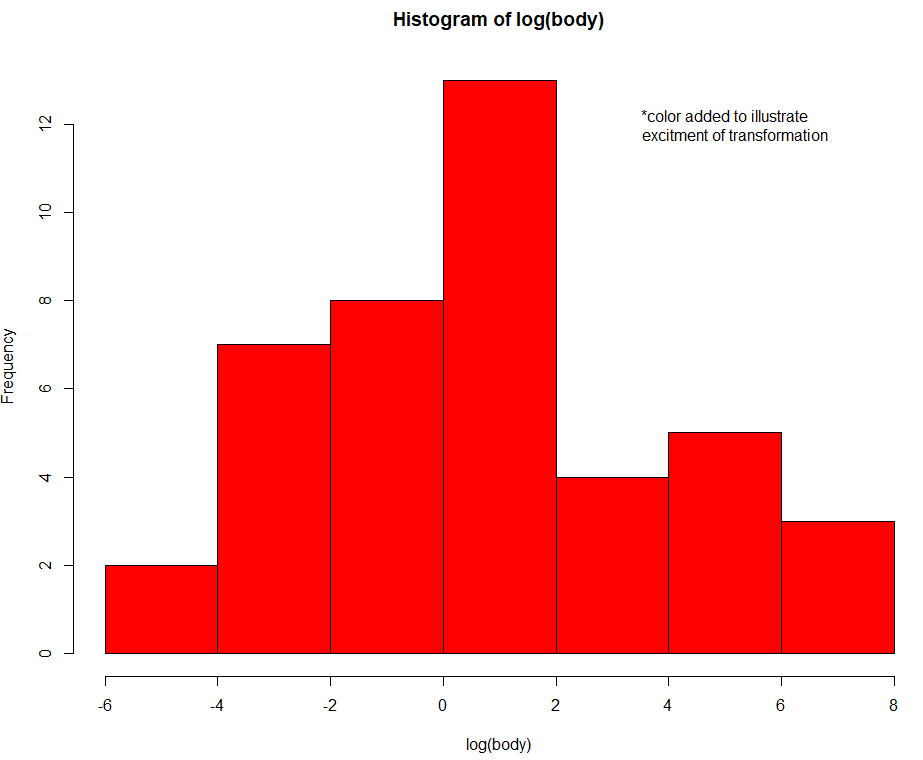 Histogram of log(body)
*color added to illustrate
excitment of transformation
Frequency
12
10
8
6
4
2
0
-6 -4 -2 0 2 4 6 8
log(body)